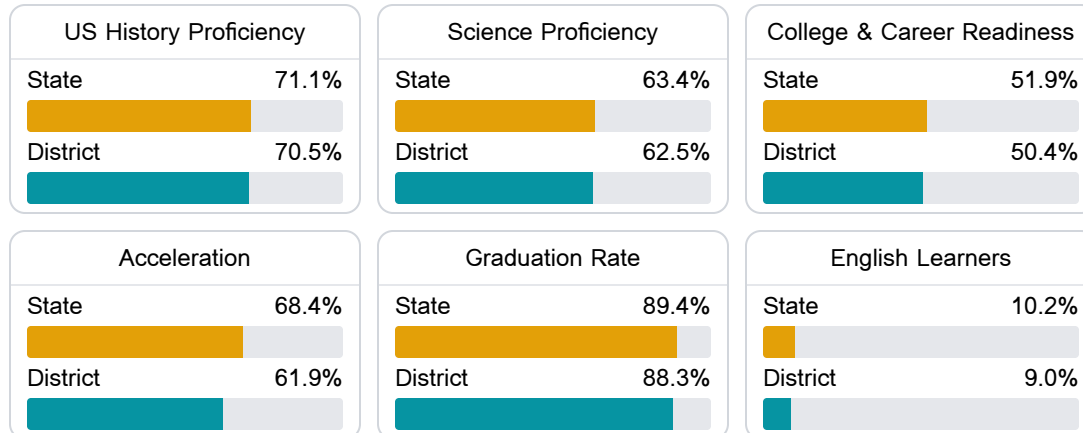 US History Proficiency
State 71.1%
District 70.5%
Science Proficiency
State 63.4%
District 62.5%
College & Career Readiness
State 51.9%
District 50.4%
Acceleration
State 68.4%
District 61.9%
Graduation Rate
State 89.4%
District 88.3%
English Learners
State 10.2%
District 9.0%